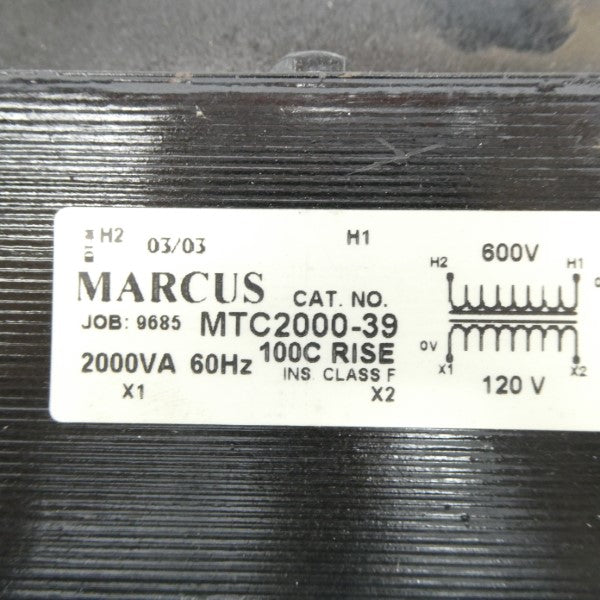 H2 03/03 H1
MARCUS CAT. NO.
JOB: 9685 MTC2000-39
2000VA 60Hz 100C RISE
INS. CLASS F
X1 X2
600V
H2 H1
0V
X1 X2
120 V